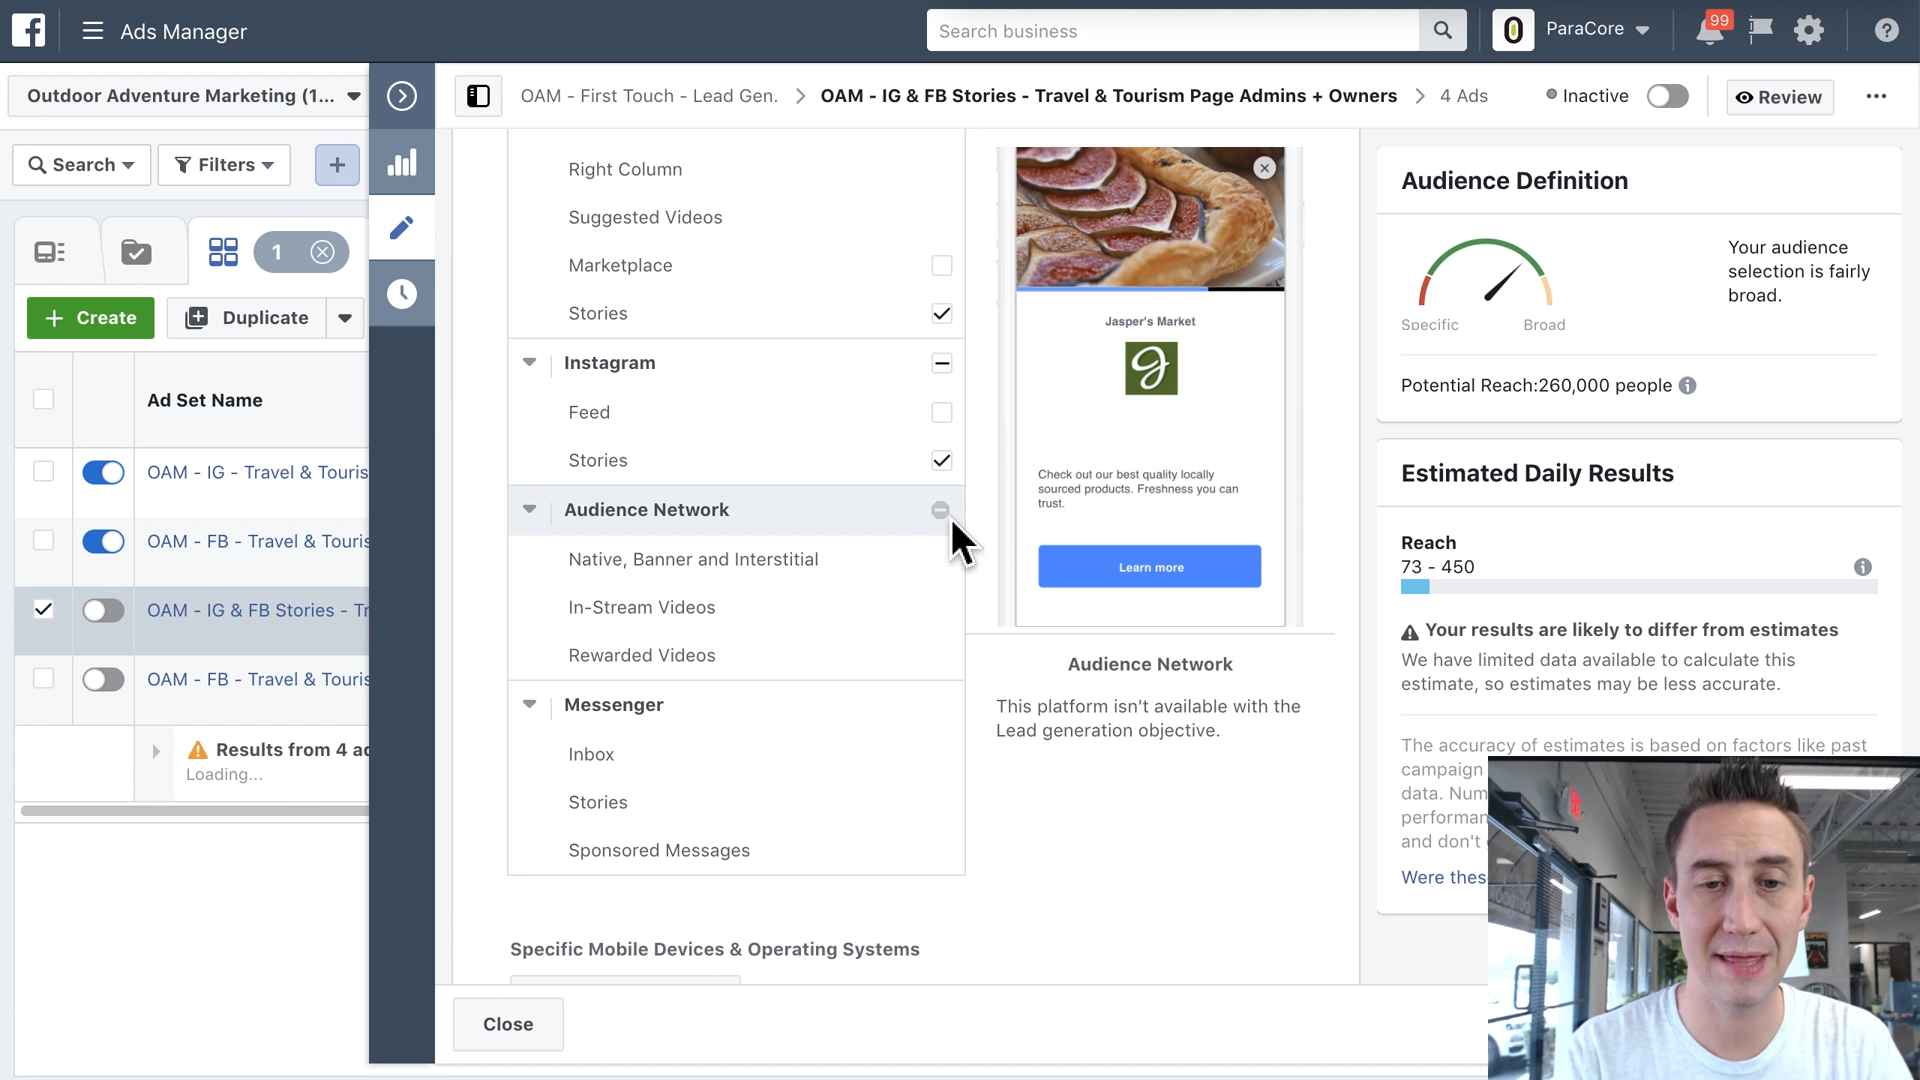 Ads Manager
Search business
ParaCore
99
Outdoor Adventure Marketing (1...
OAM - First Touch - Lead Gen.
OAM - IG & FB Stories - Travel & Tourism Page Admins + Owners
4 Ads
Inactive
Review
Search
Filters
1
Create
Duplicate
Ad Set Name
OAM - IG - Travel & Touris
OAM - FB - Travel & Touris
OAM - IG & FB Stories - Tr
OAM - FB - Travel & Touris
Results from 4 ad
Loading...
Right Column
Suggested Videos
Marketplace
Stories
Instagram
Feed
Stories
Audience Network
Native, Banner and Interstitial
In-Stream Videos
Rewarded Videos
Messenger
Inbox
Stories
Sponsored Messages
Specific Mobile Devices & Operating Systems
Close
Jasper's Market
Check out our best quality locally
sourced products. Freshness you can
trust.
Learn more
Audience Network
This platform isn't available with the
Lead generation objective.
Audience Definition
Specific
Broad
Your audience
selection is fairly
broad.
Potential Reach:260,000 people
Estimated Daily Results
Reach
73 - 450
Your results are likely to differ from estimates
We have limited data available to calculate this
estimate, so estimates may be less accurate.
The accuracy of estimates is based on factors like past
campaign
data. Num
performan
and don't
Were thes